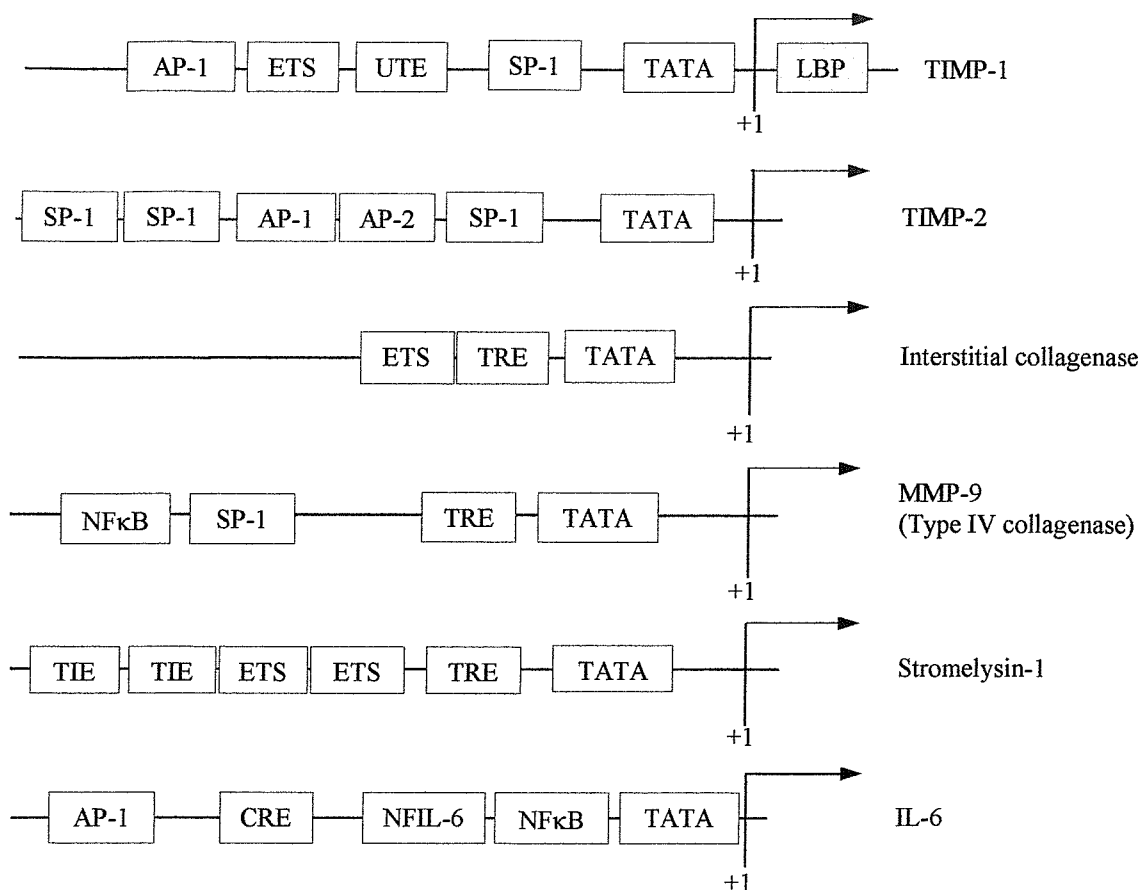 AP-1 ETS UTE SP-1 TATA LBP TIMP-1
+1
SP-1 SP-1 AP-1 AP-2 SP-1 TATA TIMP-2
+1
ETS TRE TATA Interstitial collagenase
+1
NFκB SP-1 TRE TATA MMP-9
(Type IV collagenase)
+1
TIE TIE ETS ETS TRE TATA Stromelysin-1
+1
AP-1 CRE NFIL-6 NFκB TATA IL-6
+1